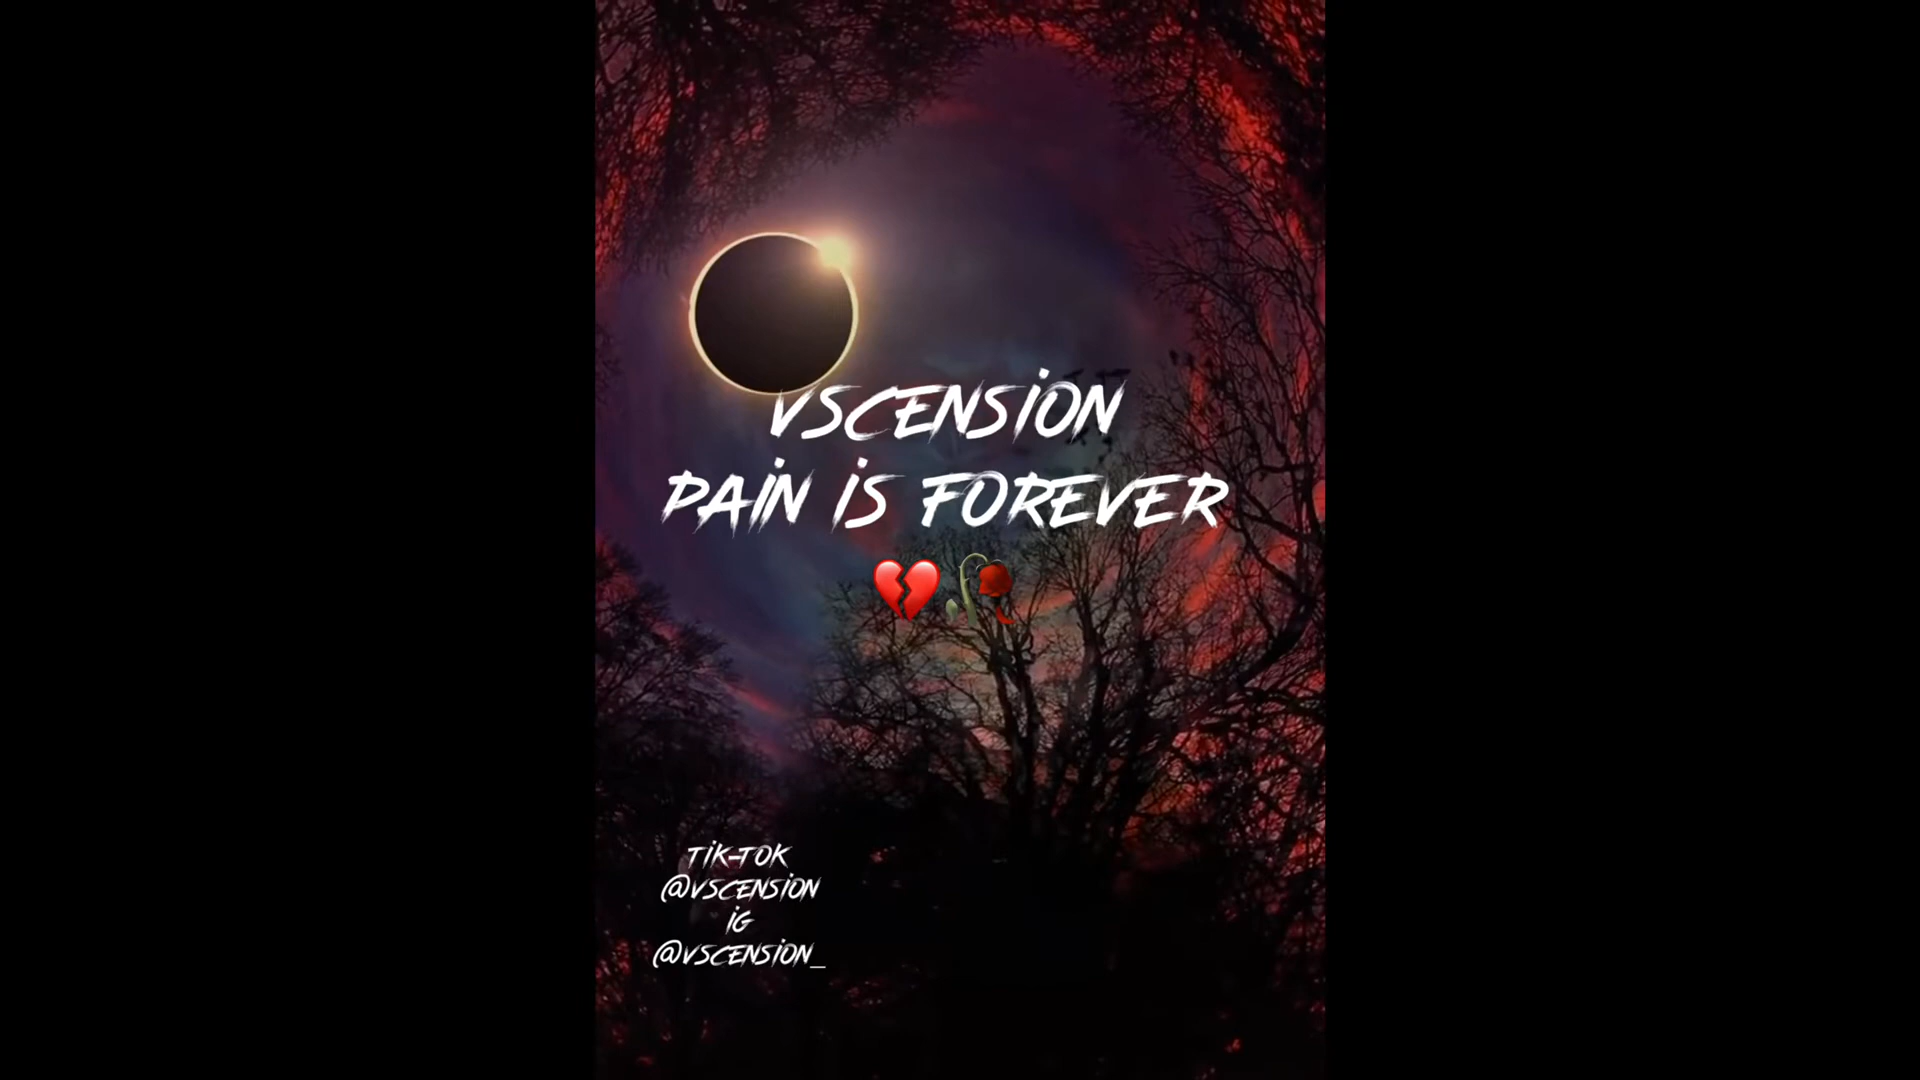 VSCENSION
PAIN IS FOREVER
💔🥀
TIK-TOK
@VSCENSION
IG
@VSCENSION_